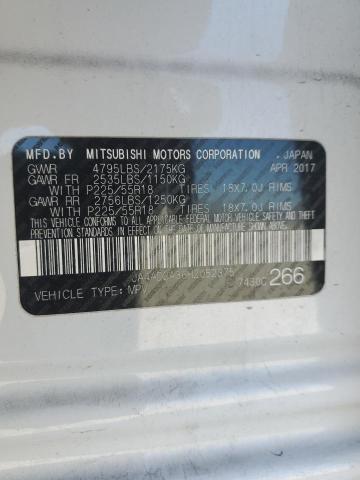 MFD.BY MITSUBISHI MOTORS CORPORATION , JAPAN
GVWR 4795LBS/2175KG APR 2017
GAWR FR 2535LBS/1150KG
WITH P225/55R18 TIRES, 18X7.0J RIMS
GAWR RR 2756LBS/1250KG
WITH P225/55R18 TIRES, 18X7.0J RIMS
THIS VEHICLE CONFORMS TO ALL APPLICABLE
FEDERAL MOTOR VEHICLE SAFETY AND THEFT
PREVENTION STANDARDS IN EFFECT ON THE
DATE OF MANUFACTURE SHOWN ABOVE.
VEHICLE TYPE: MPV 266